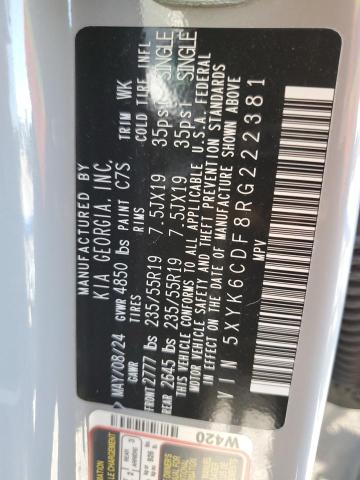 MANUFACTURED BY
KIA GEORGIA, INC.
MAY/08/24 GVWR 4850 lbs PAINT C7S TRIM WK
GAWR RIMS COLD TIRE INFL
FRONT 2777 lbs 235/55R19 7.5JX19 35psi SINGLE
REAR 2645 lbs 235/55R19 7.5JX19 35psi SINGLE
THIS VEHICLE CONFORMS TO ALL APPLICABLE U.S.A. FEDERAL
MOTOR VEHICLE SAFETY AND THEFT PREVENTION STANDARDS
IN EFFECT ON THE DATE OF MANUFACTURE SHOWN ABOVE
VIN 5XYK6CDF8RG222381
MPV
W420
REAR 3